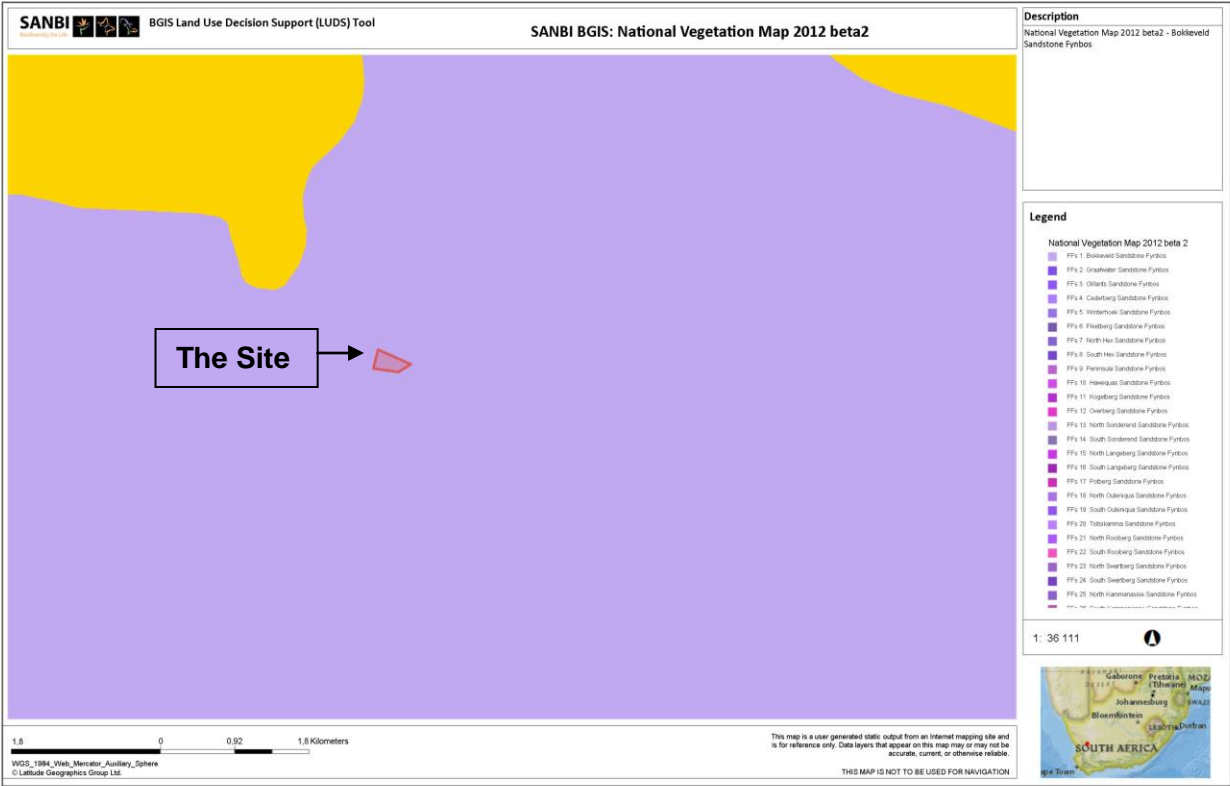 SANBI
Biodiversity for Life
BGIS Land Use Decision Support (LUDS) Tool
SANBI BGIS: National Vegetation Map 2012 beta2
Description
National Vegetation Map 2012 beta2 - Bokkeveld
Sandstone Fynbos
The Site
Legend
National Vegetation Map 2012 beta 2
FFs 1 Bokkeveld Sandstone Fynbos
FFs 2 Graafwater Sandstone Fynbos
FFs 3 Olifants Sandstone Fynbos
FFs 4 Cederberg Sandstone Fynbos
FFs 5 Winterhoek Sandstone Fynbos
FFs 6 Piketberg Sandstone Fynbos
FFs 7 North Hex Sandstone Fynbos
FFs 8 South Hex Sandstone Fynbos
FFs 9 Peninsula Sandstone Fynbos
FFs 10 Hawequas Sandstone Fynbos
FFs 11 Kogelberg Sandstone Fynbos
FFs 12 Overberg Sandstone Fynbos
FFs 13 North Sonderend Sandstone Fynbos
FFs 14 South Sonderend Sandstone Fynbos
FFs 15 North Langeberg Sandstone Fynbos
FFs 16 South Langeberg Sandstone Fynbos
FFs 17 Potberg Sandstone Fynbos
FFs 18 North Outeniqua Sandstone Fynbos
FFs 19 South Outeniqua Sandstone Fynbos
FFs 20 Tsitsikamma Sandstone Fynbos
FFs 21 North Rooiberg Sandstone Fynbos
FFs 22 South Rooiberg Sandstone Fynbos
FFs 23 North Swartberg Sandstone Fynbos
FFs 24 South Swartberg Sandstone Fynbos
FFs 25 North Kammanassie Sandstone Fynbos
1: 36 111
Gaborone Pretoria MOZ
(Tshwane) Map
Johannesburg SWAZI
Bloemfontein
LESOTHO Durban
SOUTH AFRICA
ape Town
1,8 0 0,92 1,8 Kilometers
WGS_1984_Web_Mercator_Auxiliary_Sphere
© Latitude Geographics Group Ltd.
This map is a user generated static output from an Internet mapping site and
is for reference only. Data layers that appear on this map may or may not be
accurate, current, or otherwise reliable.
THIS MAP IS NOT TO BE USED FOR NAVIGATION